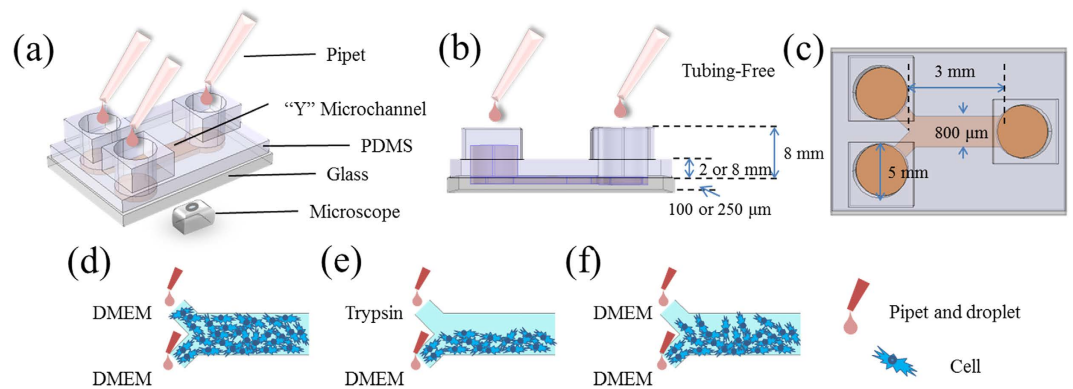 (a)
Pipet
“Y” Microchannel
PDMS
Glass
Microscope
(b)
Tubing-Free
8 mm
2 or 8 mm
100 or 250 μm
(c)
3 mm
800 μm
5 mm
(d)
DMEM
DMEM
(e)
Trypsin
DMEM
(f)
DMEM
DMEM
Pipet and droplet
Cell